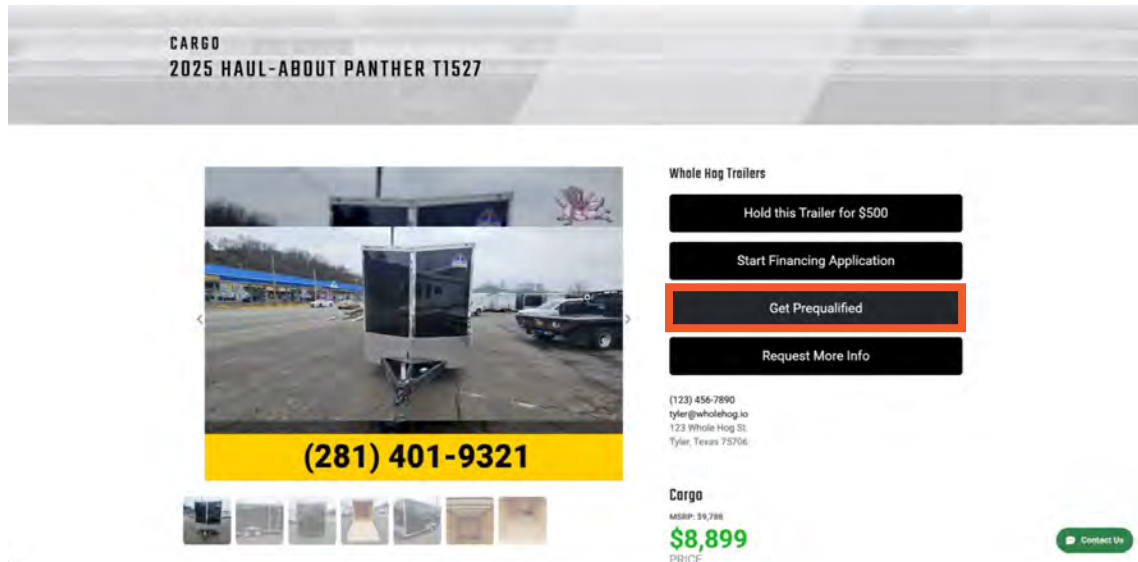 CARGO
2025 HAUL-ABOUT PANTHER T1527
Whole Hog Trailers
Hold this Trailer for $500
Start Financing Application
Get Prequalified
Request More Info
(123) 456-7890
tyler@wholehog.io
123 Whole Hog St.
Tyler, Texas 75706
(281) 401-9321
Cargo
MSRP: $9,786
$8,899
PRICE
Contact Us